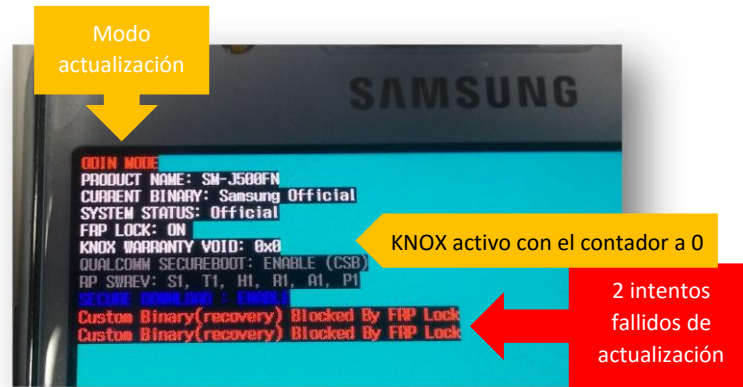 Modo
actualización
SAMSUNG
ODIN MODE
PRODUCT NAME: SM-J500FN
CURRENT BINARY: Samsung Official
SYSTEM STATUS: Official
FRP LOCK: ON
KNOX WARRANTY VOID: 0x0
QUALCOMM SECUREBOOT: ENABLE (CSB)
RP SWREV: S1, T1, H1, R1, A1, P1
SECURE DOWNLOAD : ENABLE
Custom Binary(recovery) Blocked By FRP Lock
Custom Binary(recovery) Blocked By FRP Lock
KNOX activo con el contador a 0
2 intentos
fallidos de
actualización